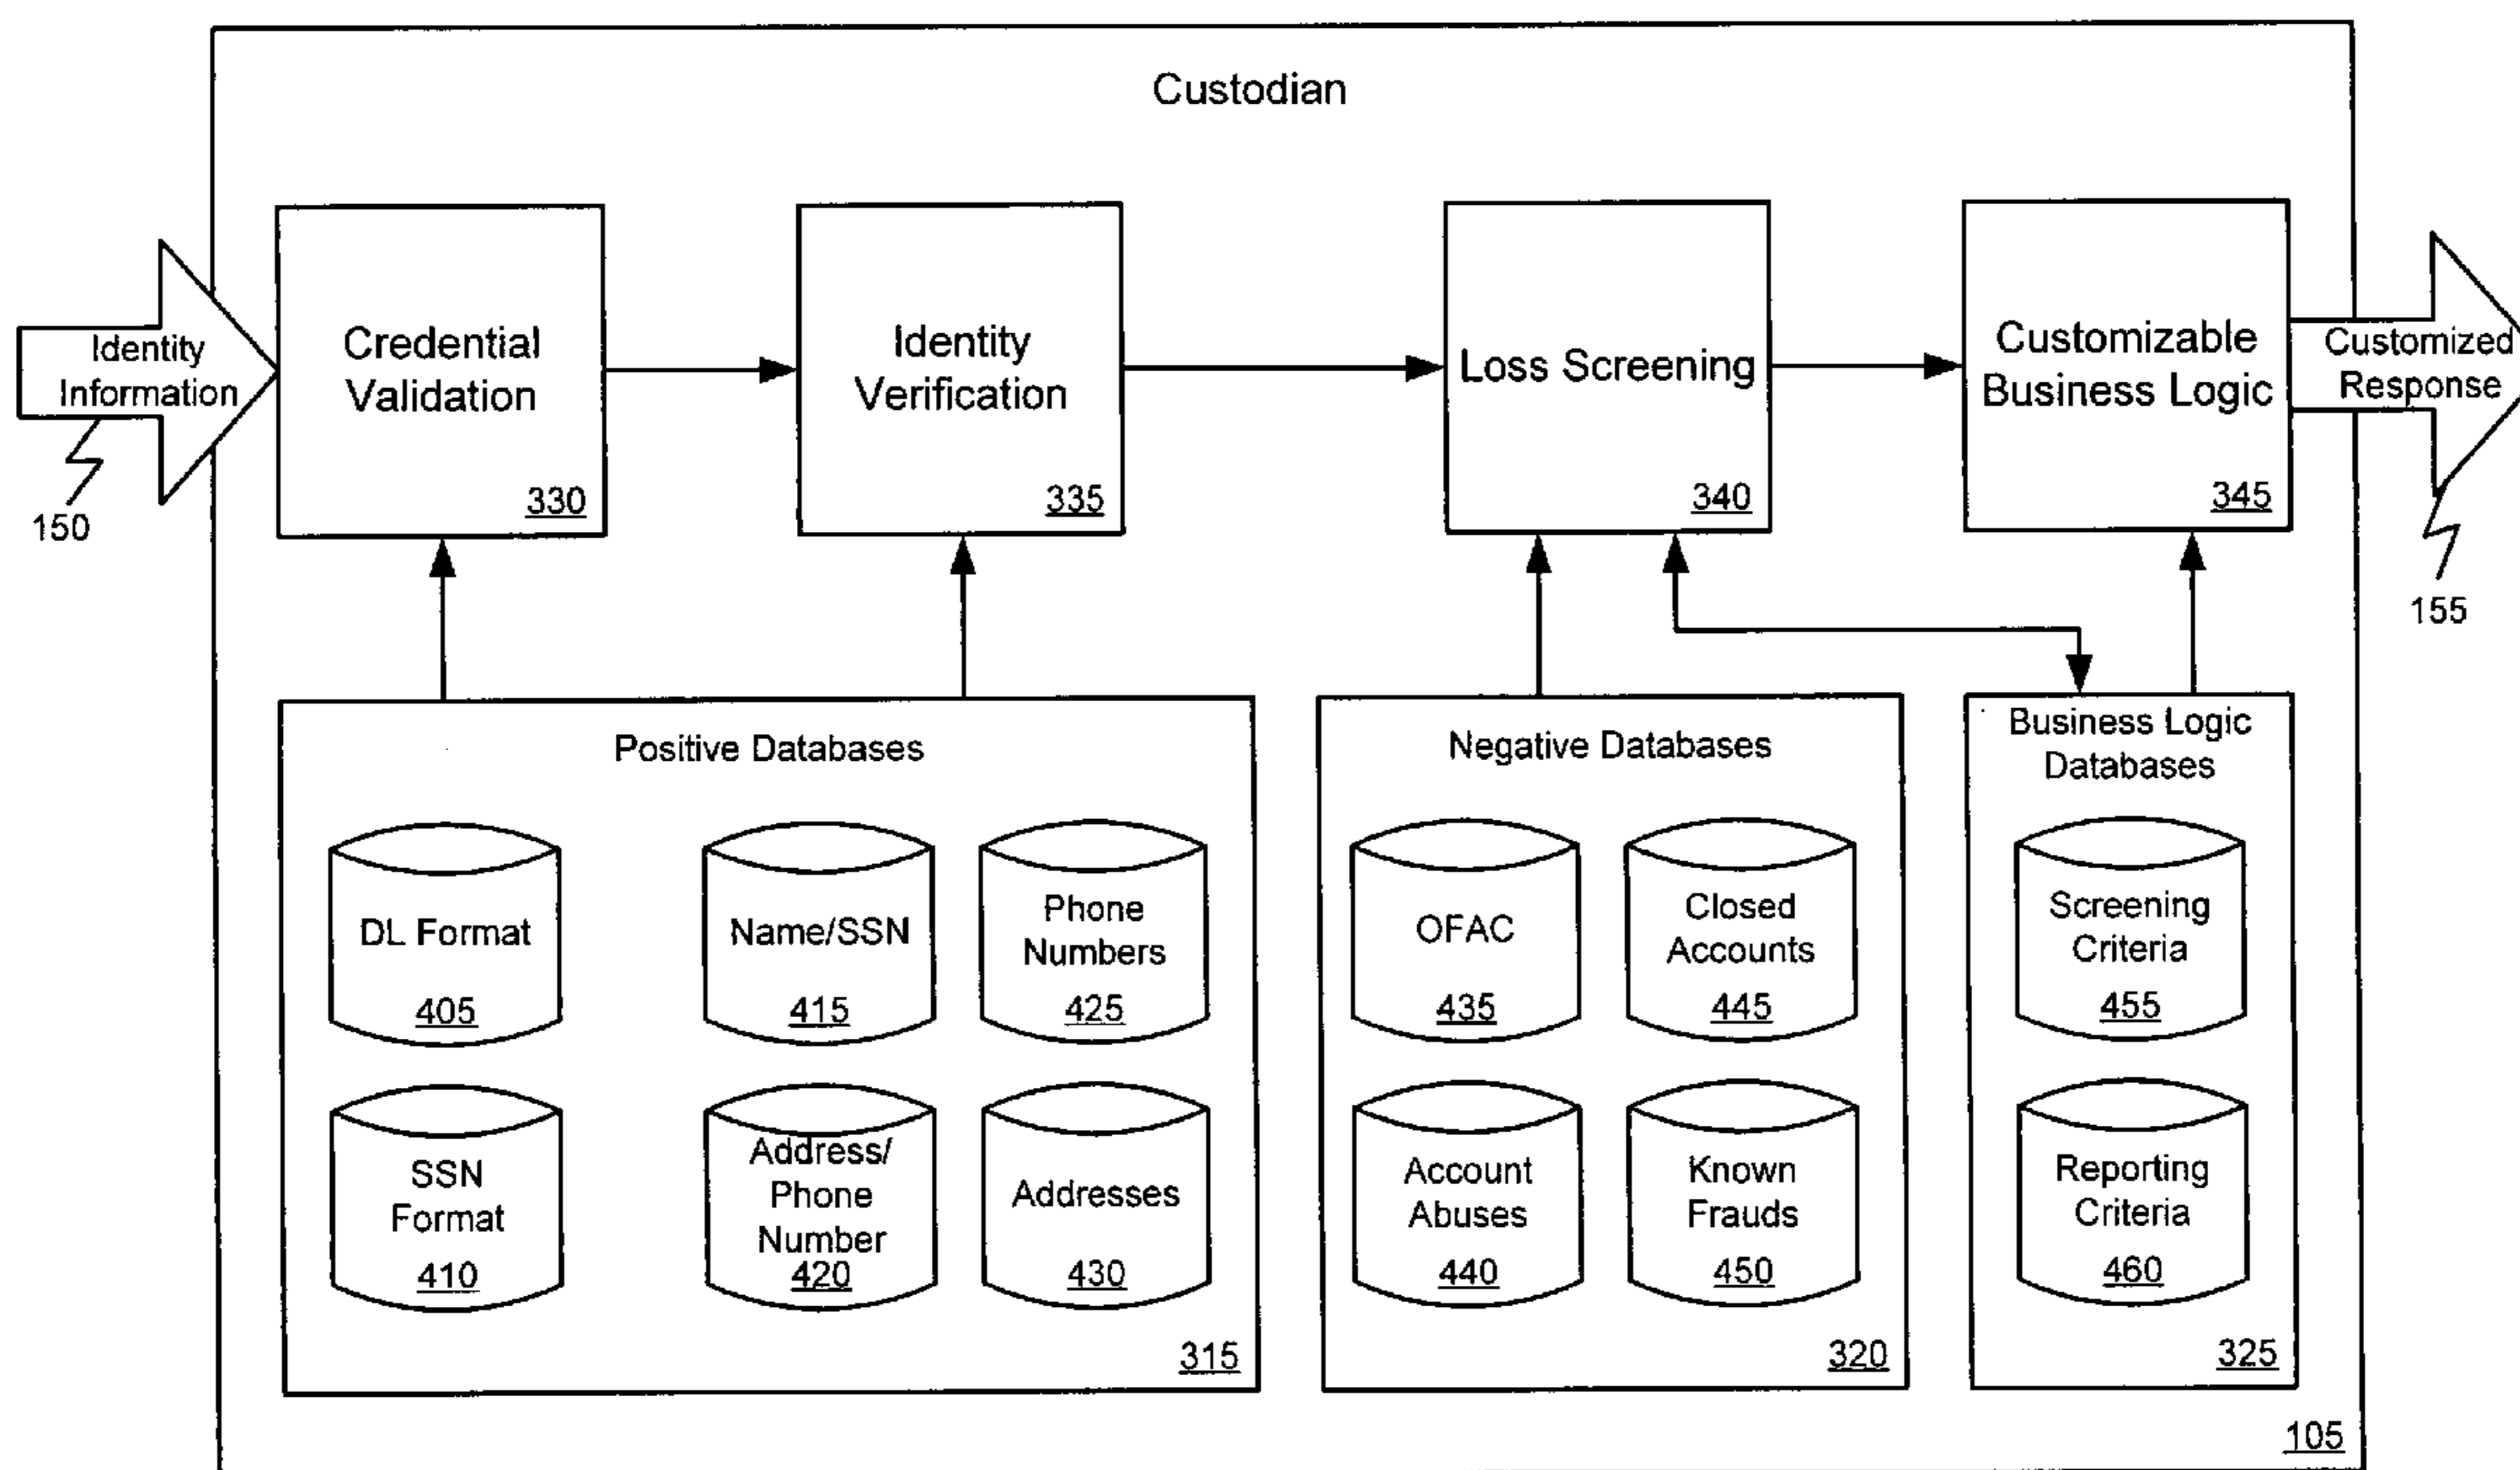 Custodian
Identity
Information
150
Credential
Validation
330
Identity
Verification
335
Loss Screening
340
Customizable
Business Logic
345
Customized
Response
155
Positive Databases
DL Format
405
Name/SSN
415
Phone
Numbers
425
SSN
Format
410
Address/
Phone
Number
420
Addresses
430
315
Negative Databases
OFAC
435
Closed
Accounts
445
Account
Abuses
440
Known
Frauds
450
320
Business Logic
Databases
Screening
Criteria
455
Reporting
Criteria
460
325
105